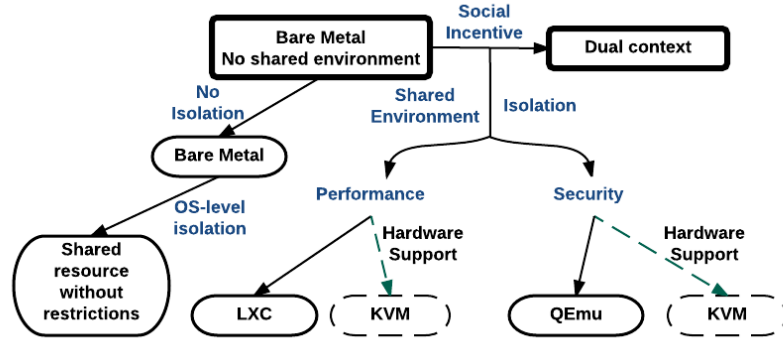 Social
Incentive
Bare Metal
No shared environment
Dual context
No
Isolation
Shared
Environment
Isolation
Bare Metal
OS-level
isolation
Performance
Security
Hardware
Support
Hardware
Support
Shared
resource
without
restrictions
LXC
KVM
QEmu
KVM